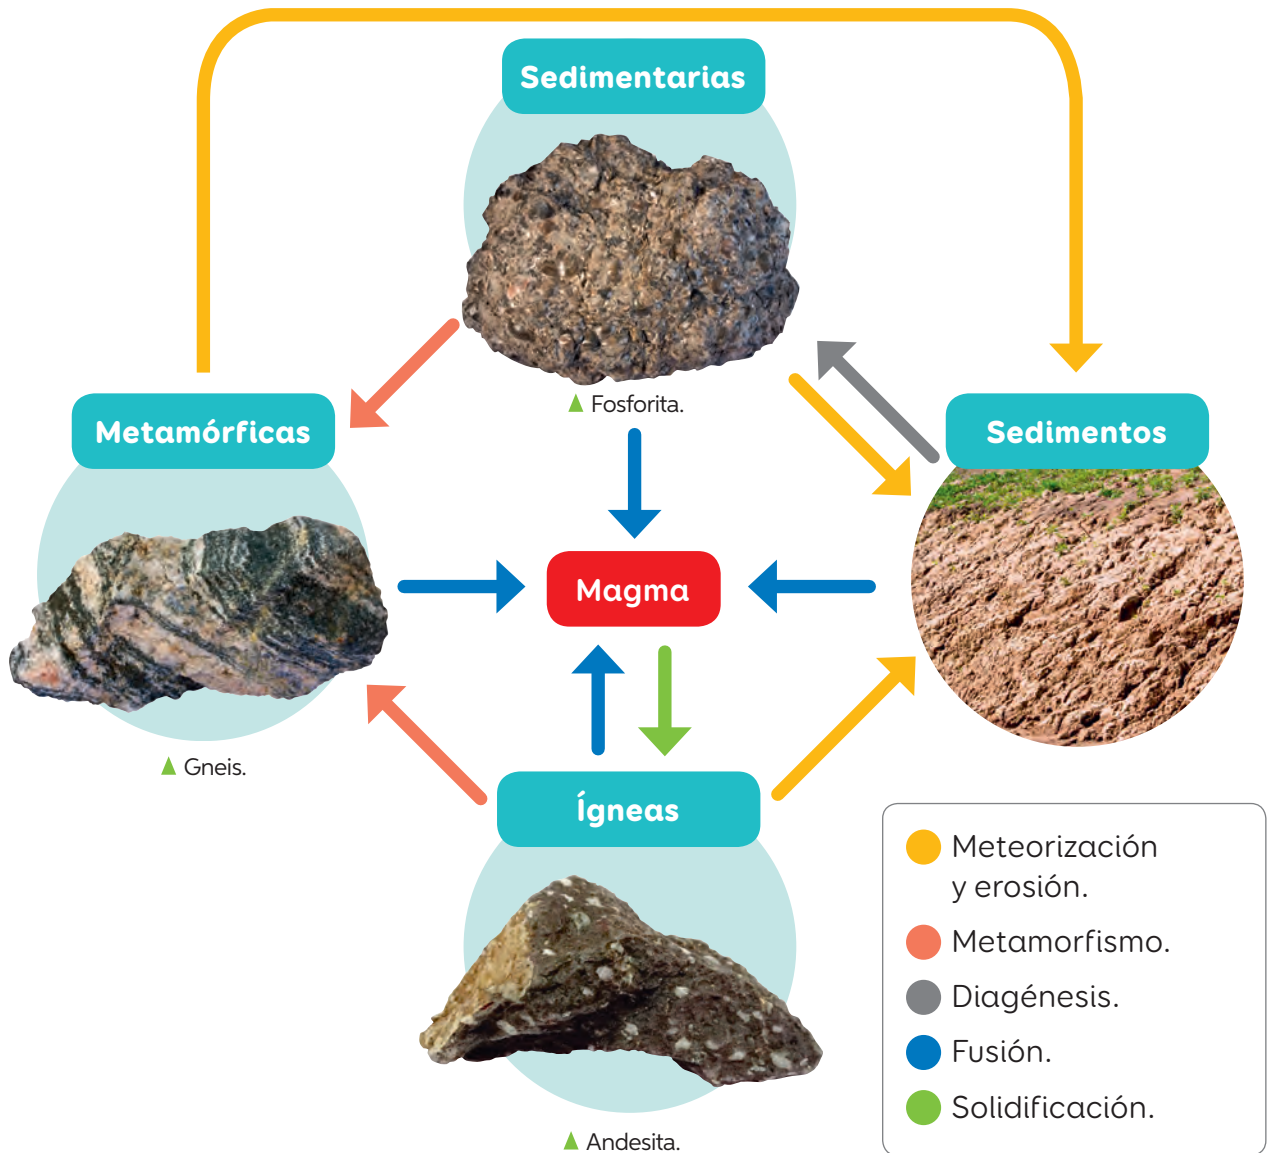 Sedimentarias
Fosforita.
Metamórficas
Sedimentos
Magma
Gneis.
Ígneas
Andesita.
Meteorización
y erosión.
Metamorfismo.
Diagénesis.
Fusión.
Solidificación.